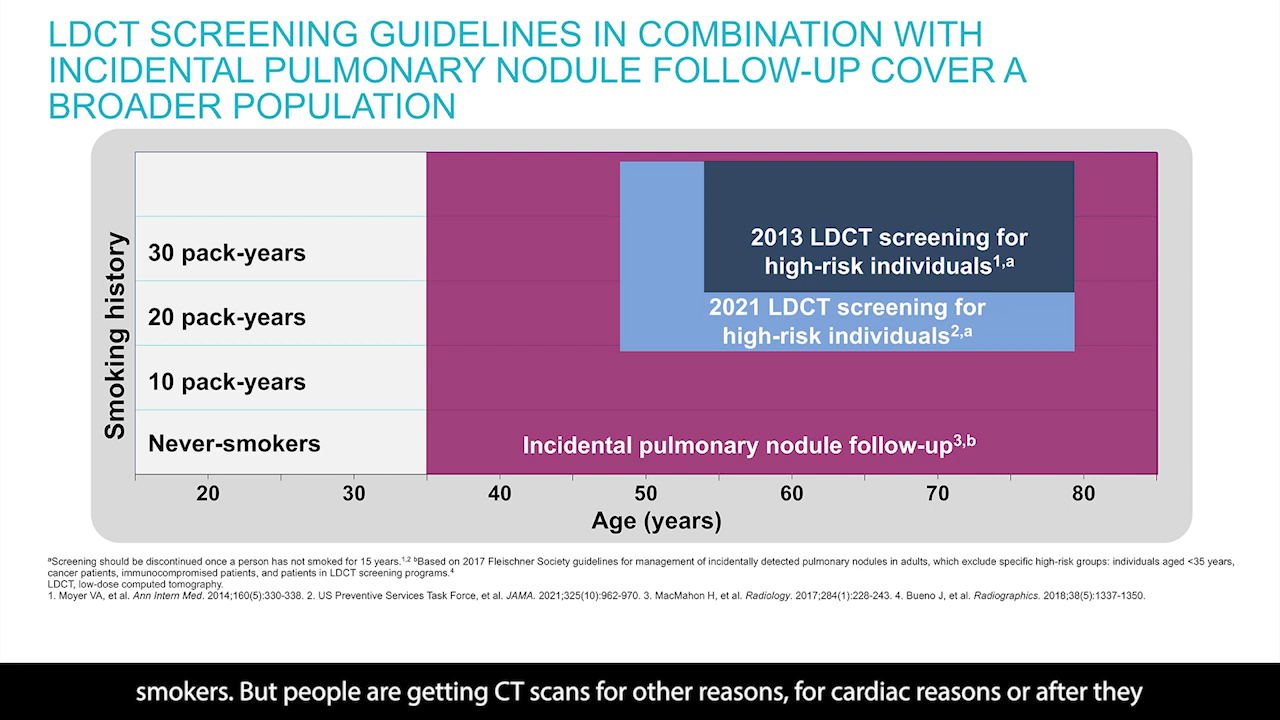 LDCT SCREENING GUIDELINES IN COMBINATION WITH
INCIDENTAL PULMONARY NODULE FOLLOW-UP COVER A
BROADER POPULATION
Smoking history
30 pack-years
20 pack-years
10 pack-years
Never-smokers
2013 LDCT screening for
high-risk individuals1,a
2021 LDCT screening for
high-risk individuals2,a
Incidental pulmonary nodule follow-up3,b
20 30 40 50 60 70 80
Age (years)
aScreening should be discontinued once a person has not smoked for 15 years.1,2 bBased on 2017 Fleischner Society guidelines for management of incidentally detected pulmonary nodules in adults, which exclude specific high-risk groups: individuals aged <35 years,
cancer patients, immunocompromised patients, and patients in LDCT screening programs.4
LDCT, low-dose computed tomography.
1. Moyer VA, et al. Ann Intern Med. 2014;160(5):330-338. 2. US Preventive Services Task Force, et al. JAMA. 2021;325(10):962-970. 3. MacMahon H, et al. Radiology. 2017;284(1):228-243. 4. Bueno J, et al. Radiographics. 2018;38(5):1337-1350.
smokers. But people are getting CT scans for other reasons, for cardiac reasons or after they